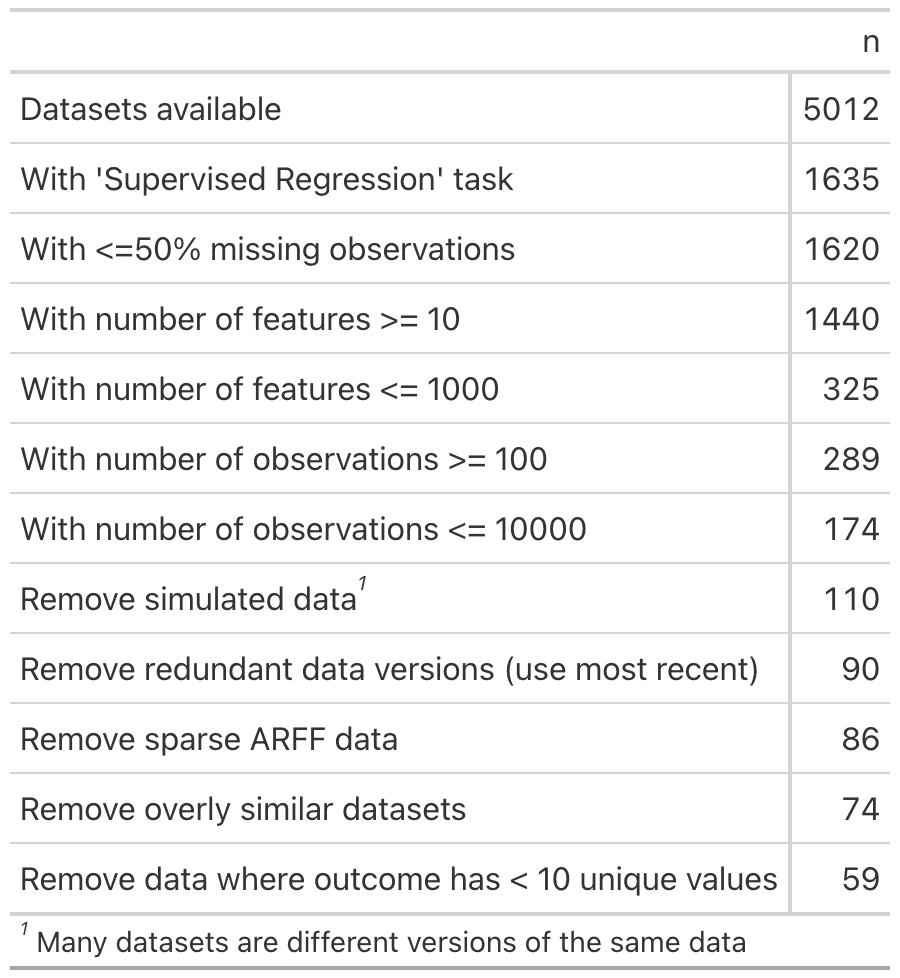 n
Datasets available 5012
With 'Supervised Regression' task 1635
With <=50% missing observations 1620
With number of features >= 10 1440
With number of features <= 1000 325
With number of observations >= 100 289
With number of observations <= 10000 174
Remove simulated data1 110
Remove redundant data versions (use most recent) 90
Remove sparse ARFF data 86
Remove overly similar datasets 74
Remove data where outcome has < 10 unique values 59
1 Many datasets are different versions of the same data